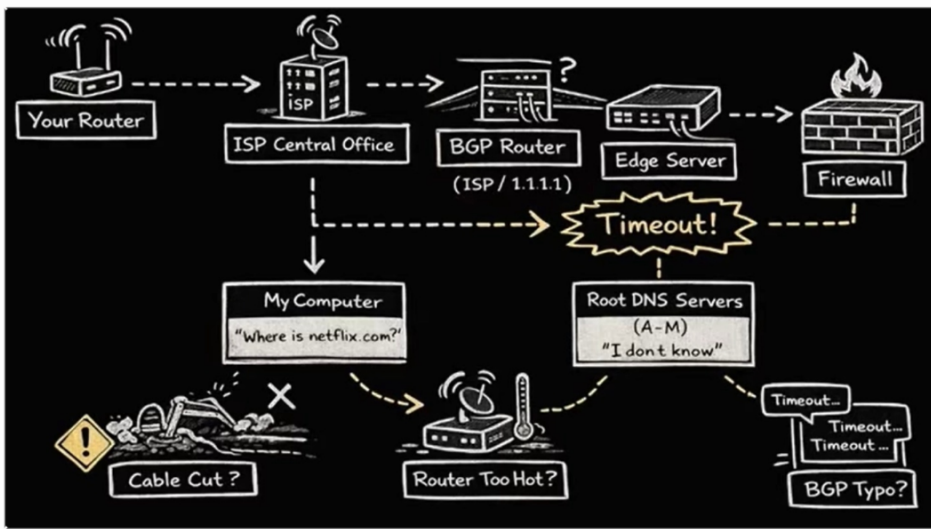 iSP
?
Your Router
ISP Central Office
BGP Router
(ISP / 1.1.1.1)
Edge Server
Firewall
Timeout!
My Computer
"Where is netflix.com?'
Root DNS Servers
(A-M)
"I don t know"
!
Cable Cut ?
Router Too Hot?
Timeout...
Timeout...
Timeout ...
BGP Typo?